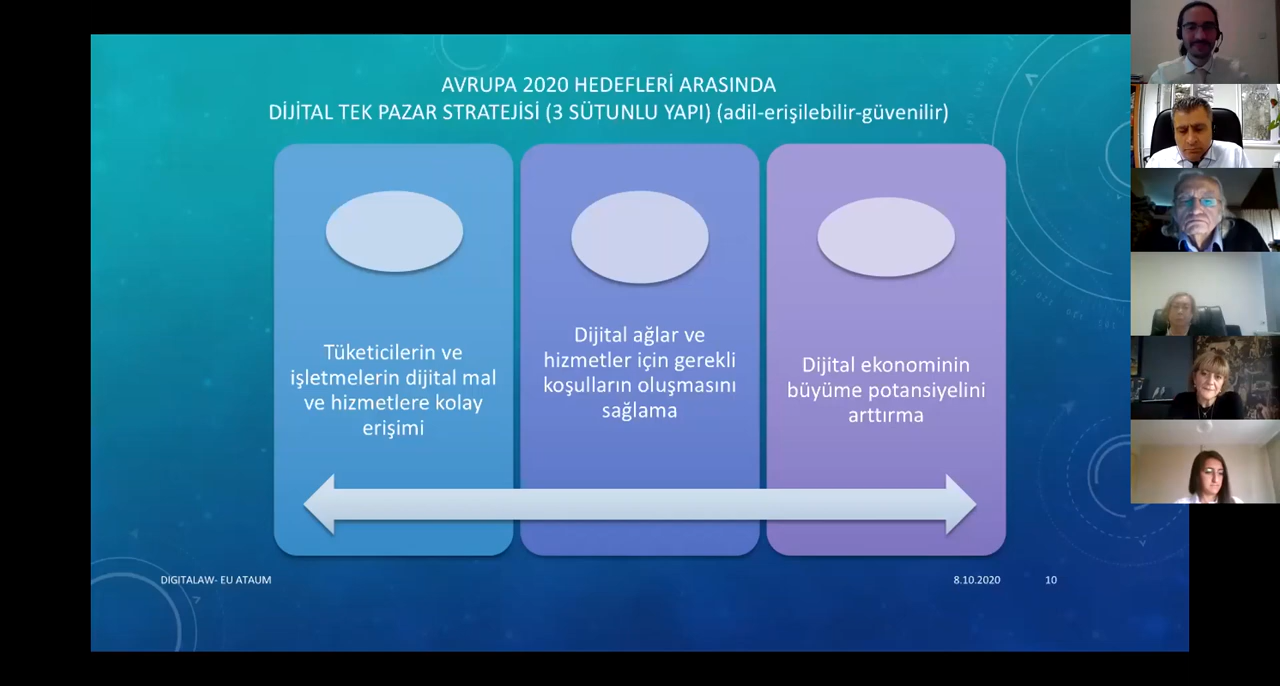 AVRUPA 2020 HEDEFLERİ ARASINDA
DİJİTAL TEK PAZAR STRATEJİSİ (3 SÜTUNLU YAPI) (adil-erişilebilir-güvenilir)
Tüketicilerin ve
işletmelerin dijital mal
ve hizmetlere kolay
erişimi
Dijital ağlar ve
hizmetler için gerekli
koşulların oluşmasını
sağlama
Dijital ekonominin
büyüme potansiyelini
arttırma
DIGITALAW- EU ATAUM
8.10.2020
10